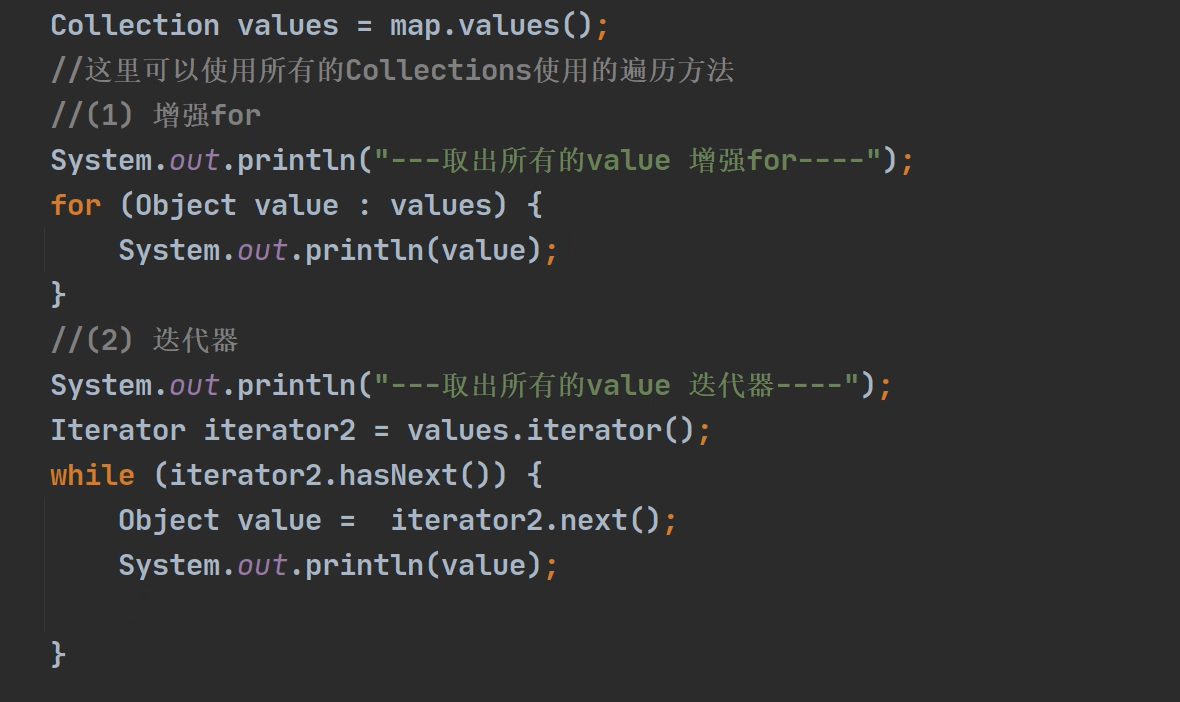 Collection values = map.values();
//这里可以使用所有的Collections使用的遍历方法
//(1) 增强for
System.out.println("---取出所有的value 增强for----");
for (Object value : values) {
    System.out.println(value);
}
//(2) 迭代器
System.out.println("---取出所有的value 迭代器----");
Iterator iterator2 = values.iterator();
while (iterator2.hasNext()) {
    Object value =  iterator2.next();
    System.out.println(value);

}